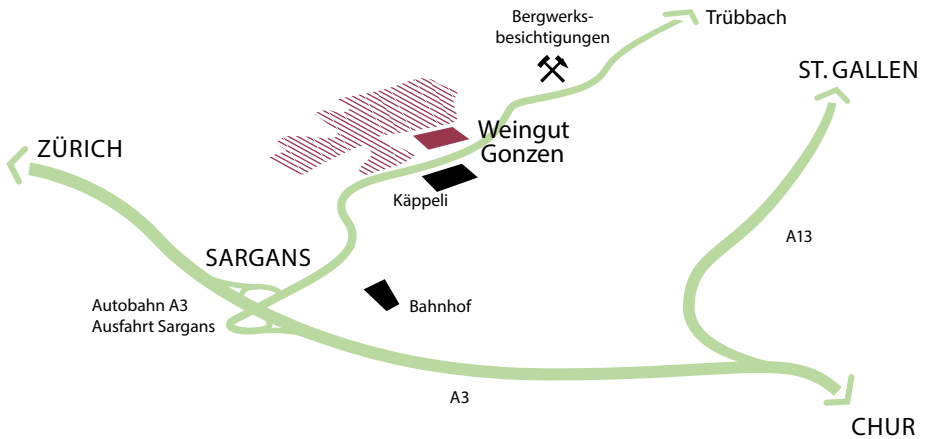 Bergwerks-
besichtigungen
Trübbach
ST. GALLEN
ZÜRICH
Weingut
Gonzen
Käppeli
SARGANS
A13
Autobahn A3
Ausfahrt Sargans
Bahnhof
A3
CHUR